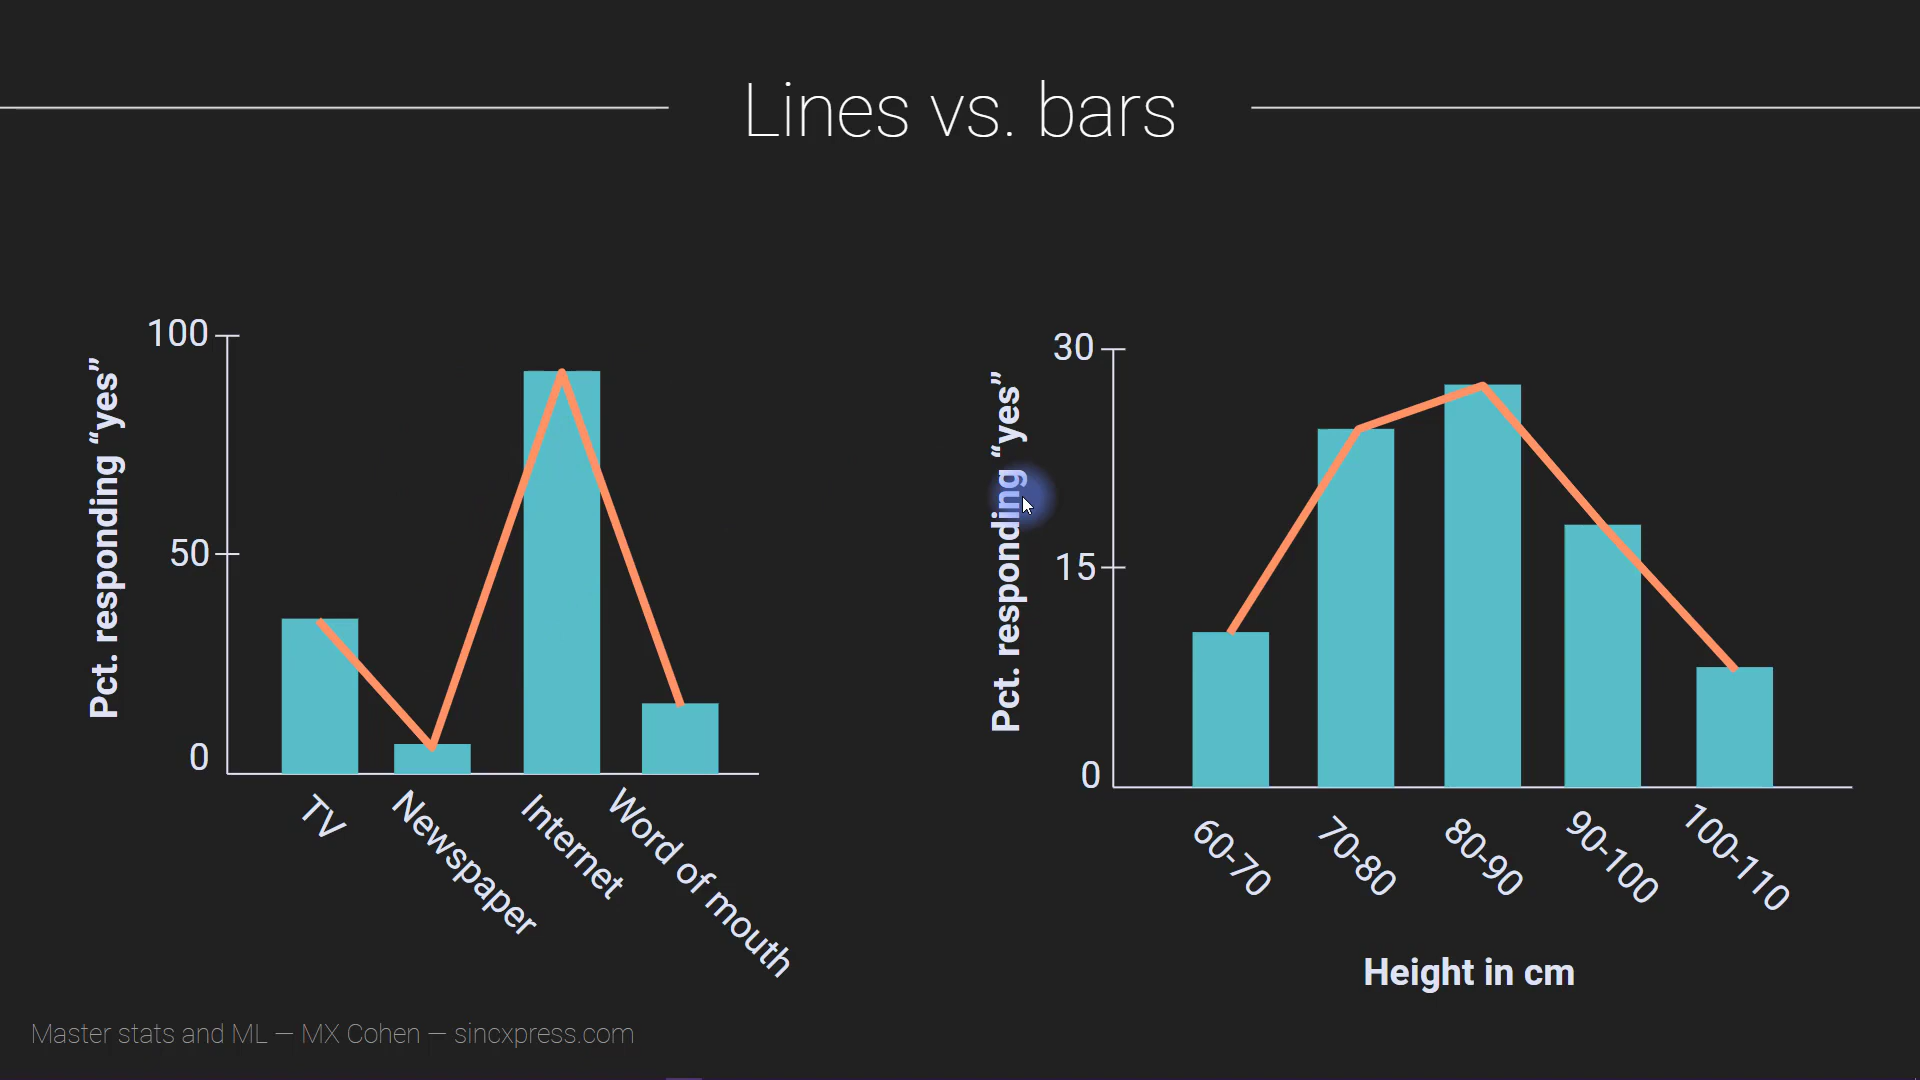 Lines vs. bars
Pct. responding “yes”
100
50
0
TV
Newspaper
Internet
Word of mouth
Pct. responding “yes”
30
15
0
60-70
70-80
80-90
90-100
100-110
Height in cm
Master stats and ML — MX Cohen — sincxpress.com